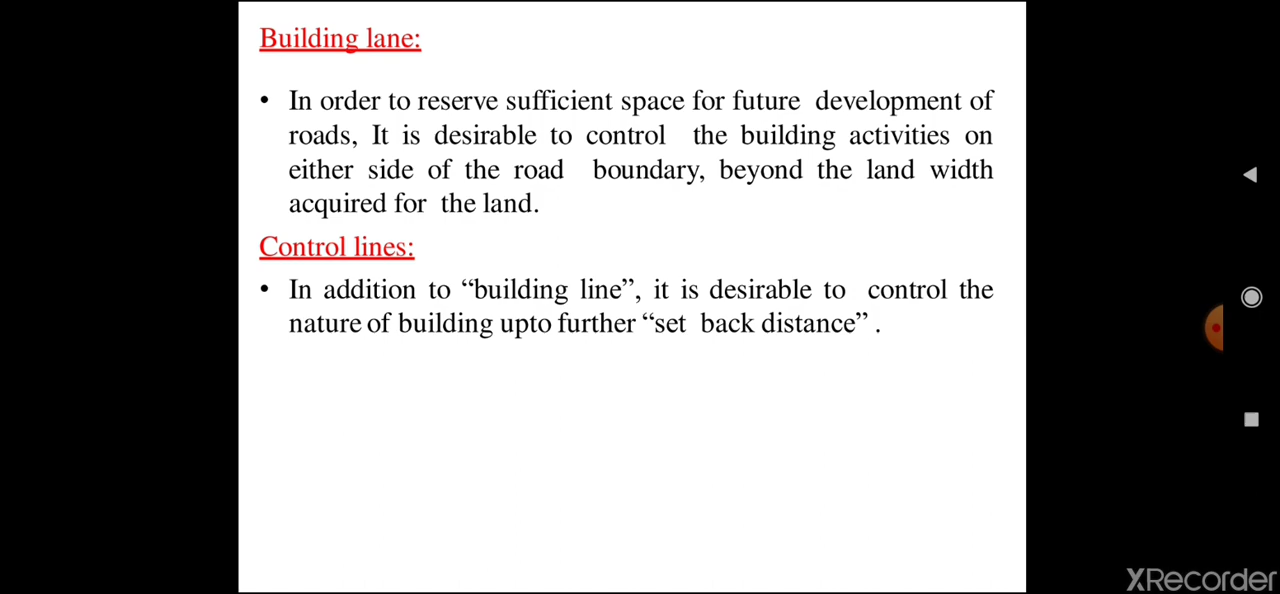 Building lane:
• In order to reserve sufficient space for future development of
roads, It is desirable to control the building activities on
either side of the road boundary, beyond the land width
acquired for the land.
Control lines:
• In addition to “building line”, it is desirable to control the
nature of building upto further “set back distance” .
XRecorder